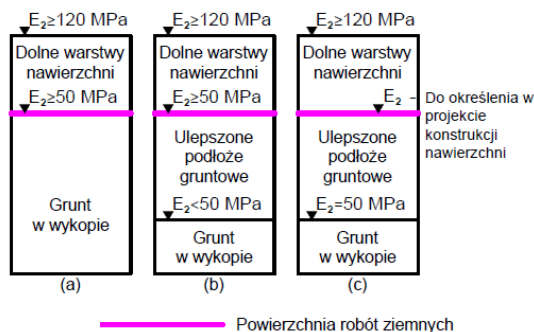 E₂≥120 MPa
Dolne warstwy
nawierzchni
E₂≥50 MPa
Grunt
w wykopie
(a)
E₂≥120 MPa
Dolne warstwy
nawierzchni
E₂≥50 MPa
Ulepszone
podłoże
gruntowe
E₂<50 MPa
Grunt
w wykopie
(b)
E₂≥120 MPa
Dolne warstwy
nawierzchni
E₂ - Do określenia w
projekcie
konstrukcji
nawierzchni
Ulepszone
podłoże
gruntowe
E₂=50 MPa
Grunt
w wykopie
(c)
Powierzchnia robót ziemnych